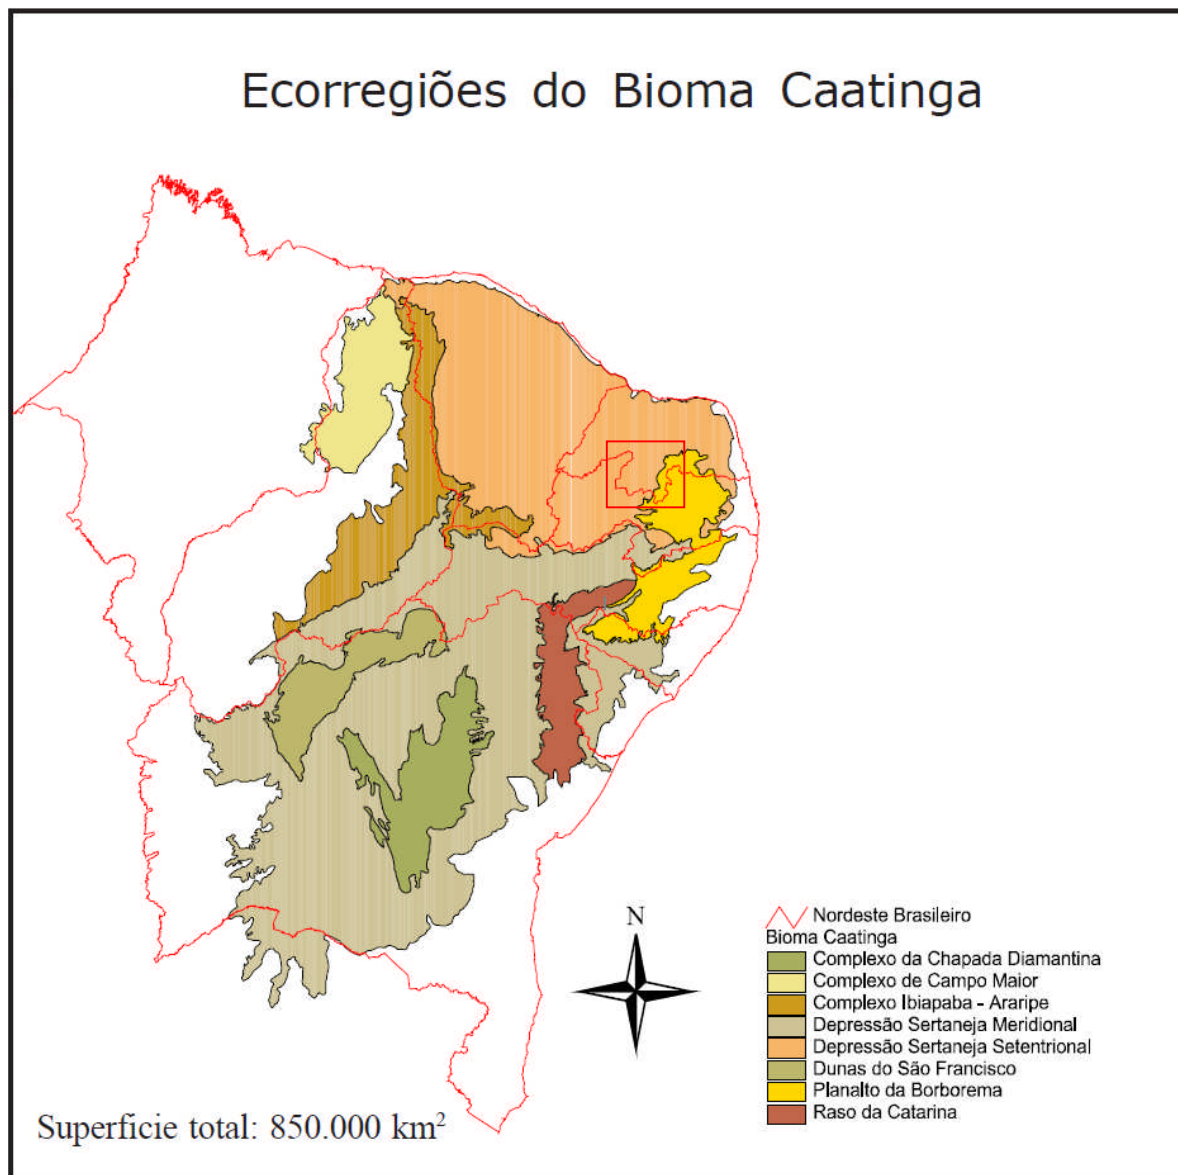 Ecorregiões do Bioma Caatinga
N
Nordeste Brasileiro
Bioma Caatinga
Complexo da Chapada Diamantina
Complexo de Campo Maior
Complexo Ibiapaba - Araripe
Depressão Sertaneja Meridional
Depressão Sertaneja Setentrional
Dunas do São Francisco
Planalto da Borborema
Raso da Catarina
Superficie total: 850.000 km²